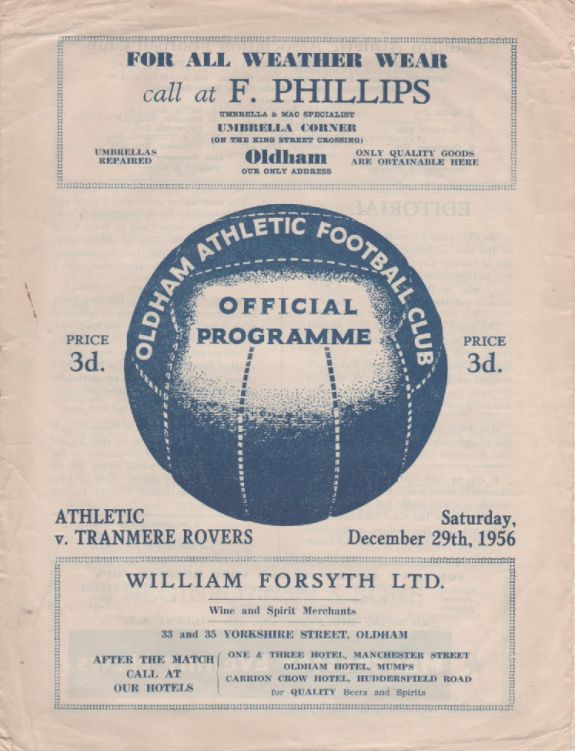 FOR ALL WEATHER WEAR
call at F. PHILLIPS
UMBRELLA & MAC SPECIALIST
UMBRELLA CORNER
(ON THE KING STREET CROSSING)
UMBRELLAS REPAIRED
Oldham
OUR ONLY ADDRESS
ONLY QUALITY GOODS
ARE OBTAINABLE HERE
OLDHAM ATHLETIC FOOTBALL CLUB
OFFICIAL
PROGRAMME
PRICE
3d.
PRICE
3d.
ATHLETIC
v. TRANMERE ROVERS
Saturday,
December 29th, 1956
WILLIAM FORSYTH LTD.
Wine and Spirit Merchants
33 and 35 YORKSHIRE STREET, OLDHAM
AFTER THE MATCH
CALL AT
OUR HOTELS
ONE & THREE HOTEL, MANCHESTER STREET
OLDHAM HOTEL, MUMPS
CARRION CROW HOTEL, HUDDERSFIELD ROAD
for QUALITY Beers and Spirits